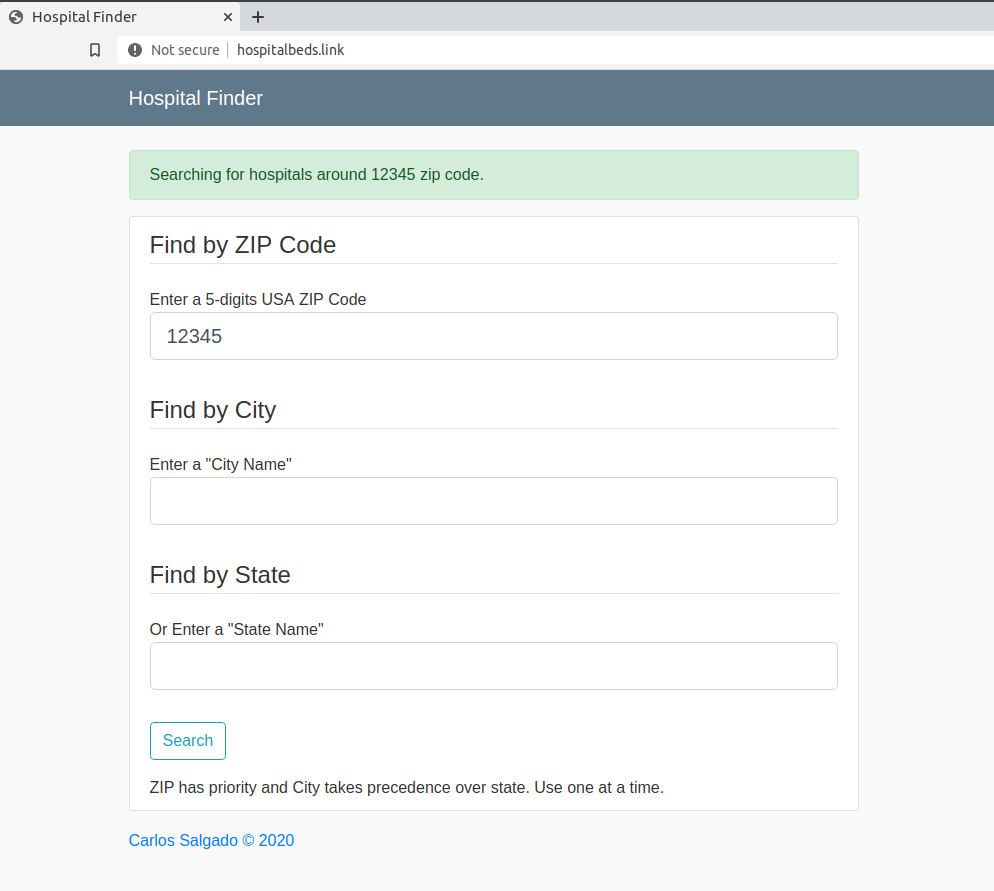 Hospital Finder
Not secure hospitalbeds.link
Hospital Finder
Searching for hospitals around 12345 zip code.
Find by ZIP Code
Enter a 5-digits USA ZIP Code
12345
Find by City
Enter a "City Name"
Find by State
Or Enter a "State Name"
Search
ZIP has priority and City takes precedence over state. Use one at a time.
Carlos Salgado © 2020